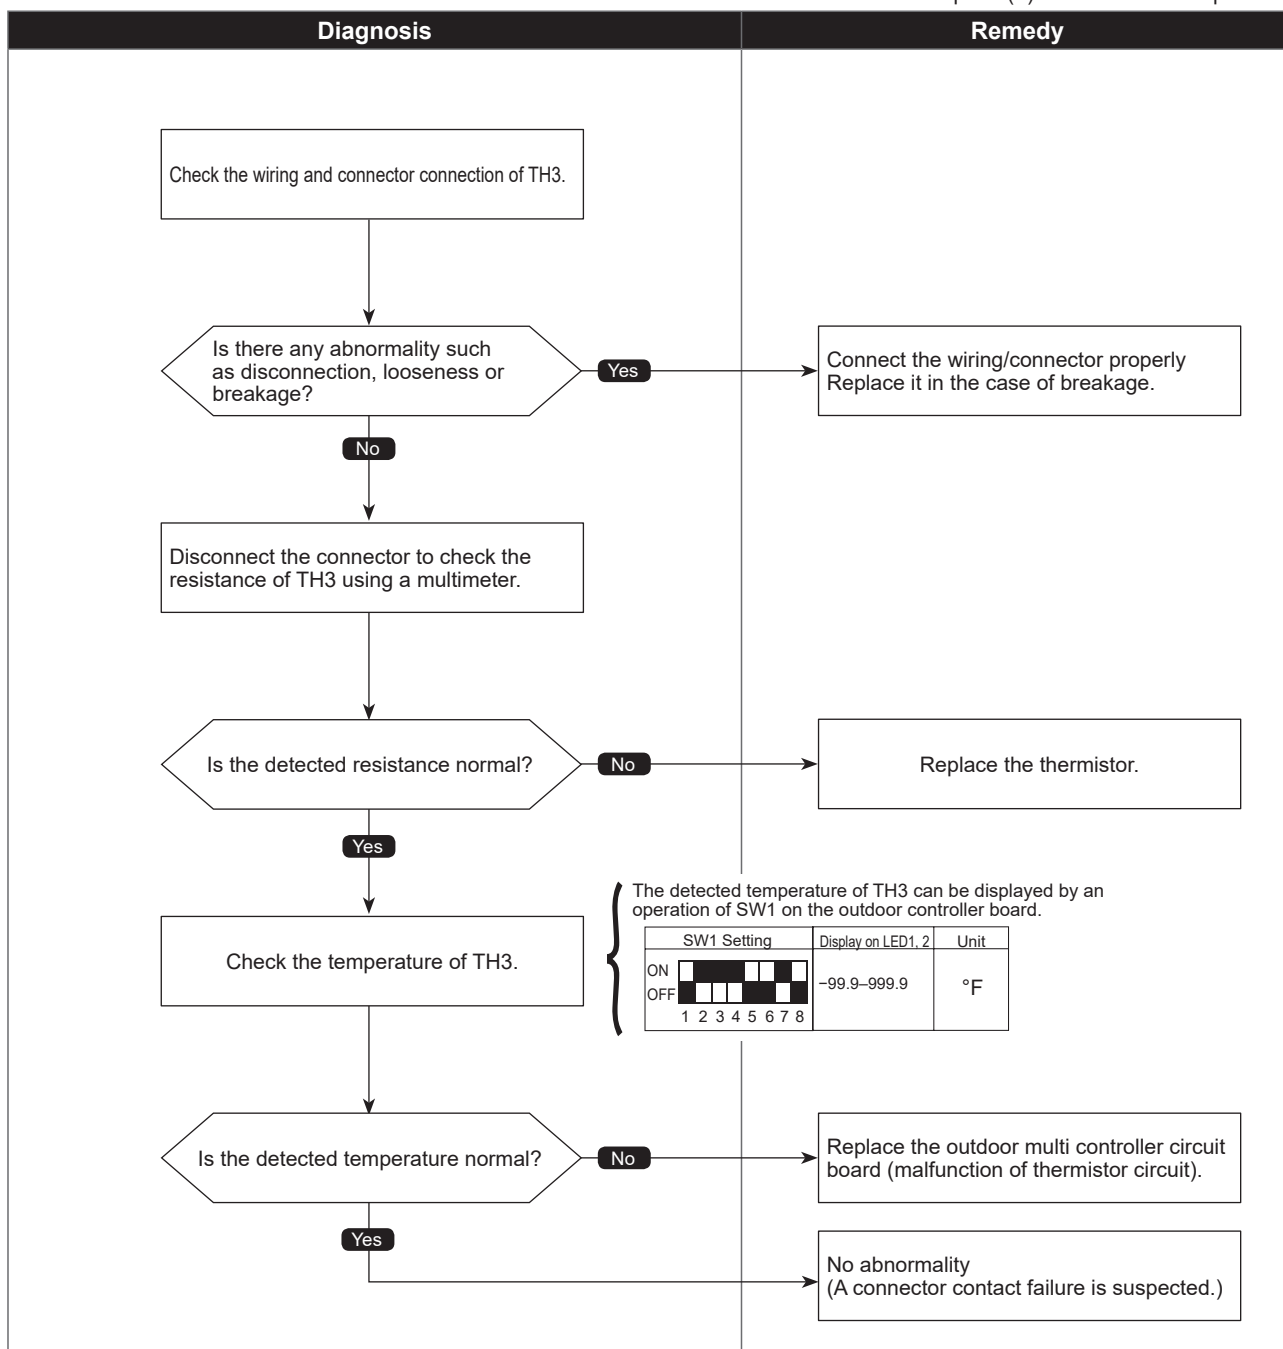 Diagnosis
Remedy
Check the wiring and connector connection of TH3.
Is there any abnormality such
as disconnection, looseness or
breakage?
Yes
Connect the wiring/connector properly
Replace it in the case of breakage.
No
Disconnect the connector to check the
resistance of TH3 using a multimeter.
Is the detected resistance normal?
No
Replace the thermistor.
Yes
The detected temperature of TH3 can be displayed by an
operation of SW1 on the outdoor controller board.
Check the temperature of TH3.
SW1 Setting
Display on LED1, 2
Unit
ON
OFF
1 2 3 4 5 6 7 8
−99.9–999.9
°F
Is the detected temperature normal?
No
Replace the outdoor multi controller circuit
board (malfunction of thermistor circuit).
Yes
No abnormality
(A connector contact failure is suspected.)